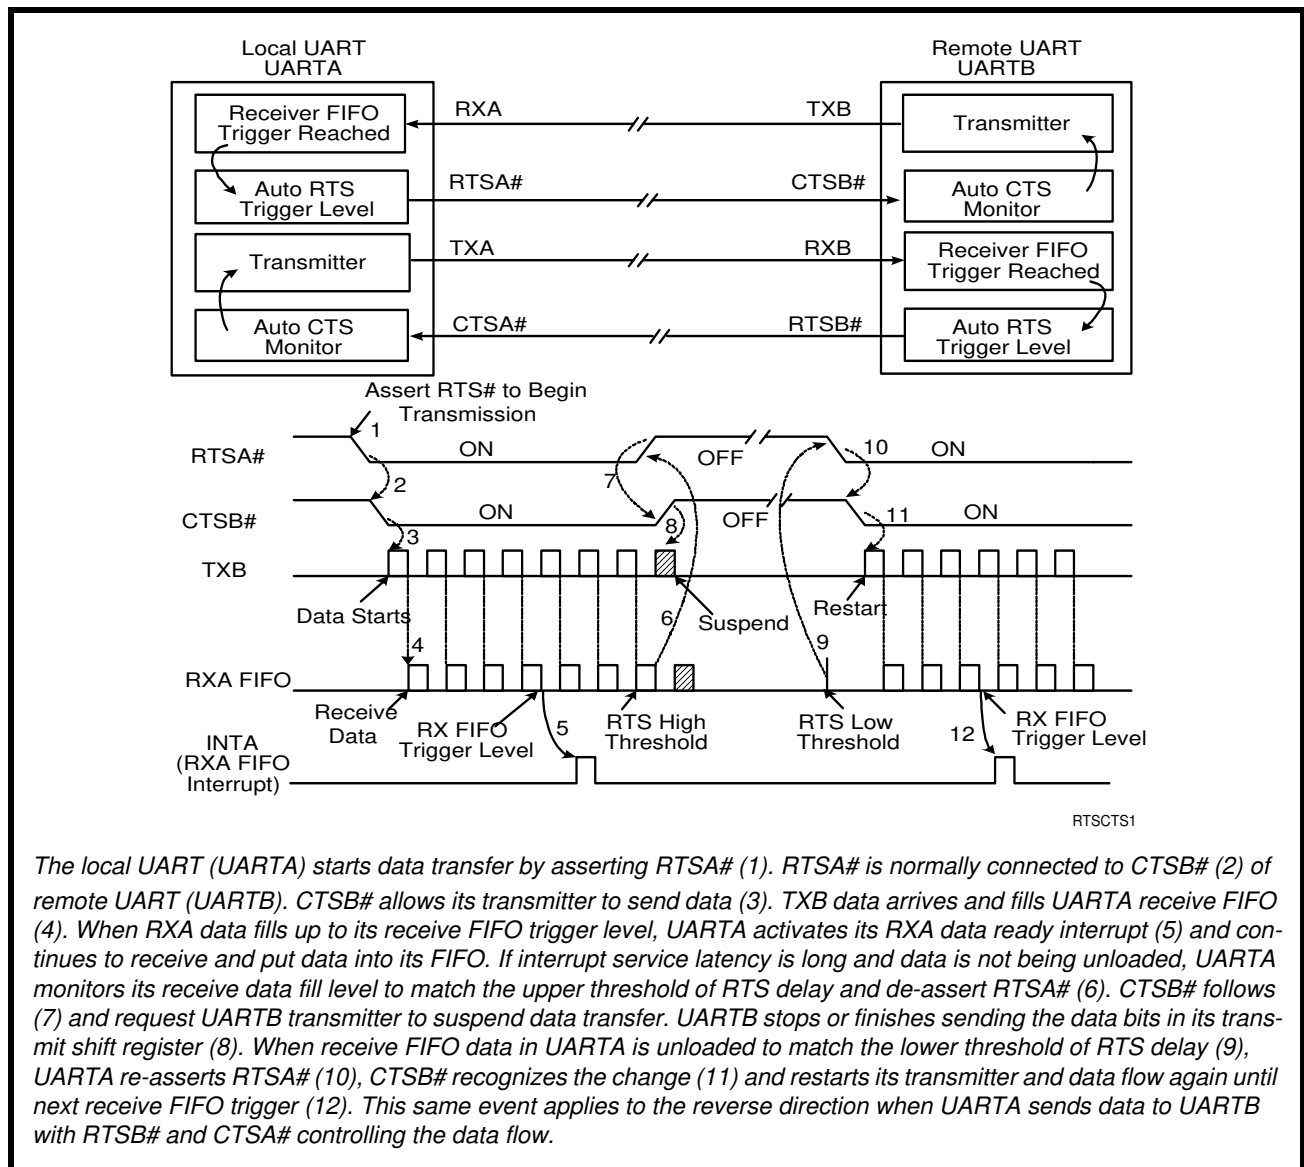 Local UART
UARTA
Remote UART
UARTB
Receiver FIFO
Trigger Reached
RXA
TXB
Transmitter
Auto RTS
Trigger Level
RTSA#
CTSB#
Auto CTS
Monitor
Transmitter
TXA
RXB
Receiver FIFO
Trigger Reached
Auto CTS
Monitor
CTSA#
RTSB#
Auto RTS
Trigger Level
Assert RTS# to Begin
Transmission
1
RTSA#
ON
OFF
10
ON
2
7
CTSB#
ON
8
OFF
11
ON
3
TXB
Data Starts
6
Suspend
Restart
4
9
RXA FIFO
Receive
Data
RX FIFO
Trigger Level
5
RTS High
Threshold
RTS Low
Threshold
12
RX FIFO
Trigger Level
INTA
(RXA FIFO
Interrupt)
RTSCTS1
The local UART (UARTA) starts data transfer by asserting RTSA# (1). RTSA# is normally connected to CTSB# (2) of
remote UART (UARTB). CTSB# allows its transmitter to send data (3). TXB data arrives and fills UARTA receive FIFO
(4). When RXA data fills up to its receive FIFO trigger level, UARTA activates its RXA data ready interrupt (5) and con-
tinues to receive and put data into its FIFO. If interrupt service latency is long and data is not being unloaded, UARTA
monitors its receive data fill level to match the upper threshold of RTS delay and de-assert RTSA# (6). CTSB# follows
(7) and request UARTB transmitter to suspend data transfer. UARTB stops or finishes sending the data bits in its trans-
mit shift register (8). When receive FIFO data in UARTA is unloaded to match the lower threshold of RTS delay (9),
UARTA re-asserts RTSA# (10), CTSB# recognizes the change (11) and restarts its transmitter and data flow again until
next receive FIFO trigger (12). This same event applies to the reverse direction when UARTA sends data to UARTB
with RTSB# and CTSA# controlling the data flow.